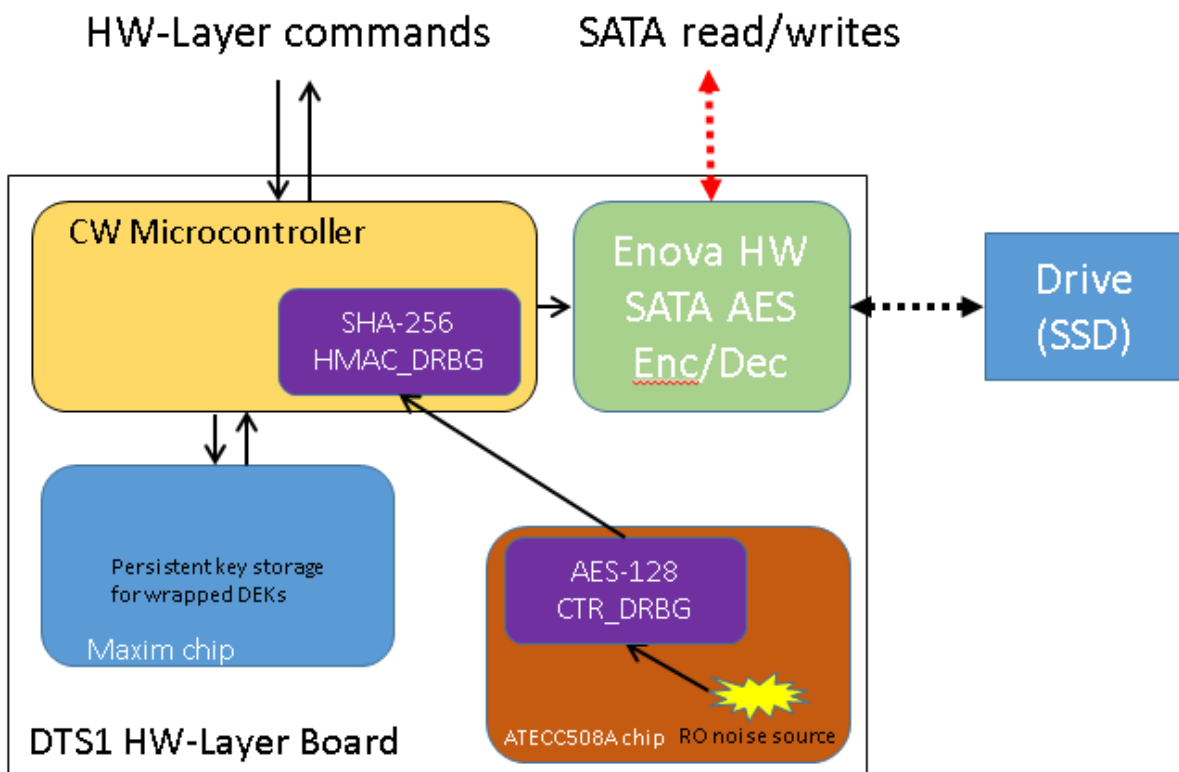 HW-Layer commands
SATA read/writes
CW Microcontroller
SHA-256
HMAC_DRBG
Enova HW
SATA AES
Enc/Dec
Drive
(SSD)
Persistent key storage
for wrapped DEKs
Maxim chip
AES-128
CTR_DRBG
ATECC508A chip
RO noise source
DTS1 HW-Layer Board